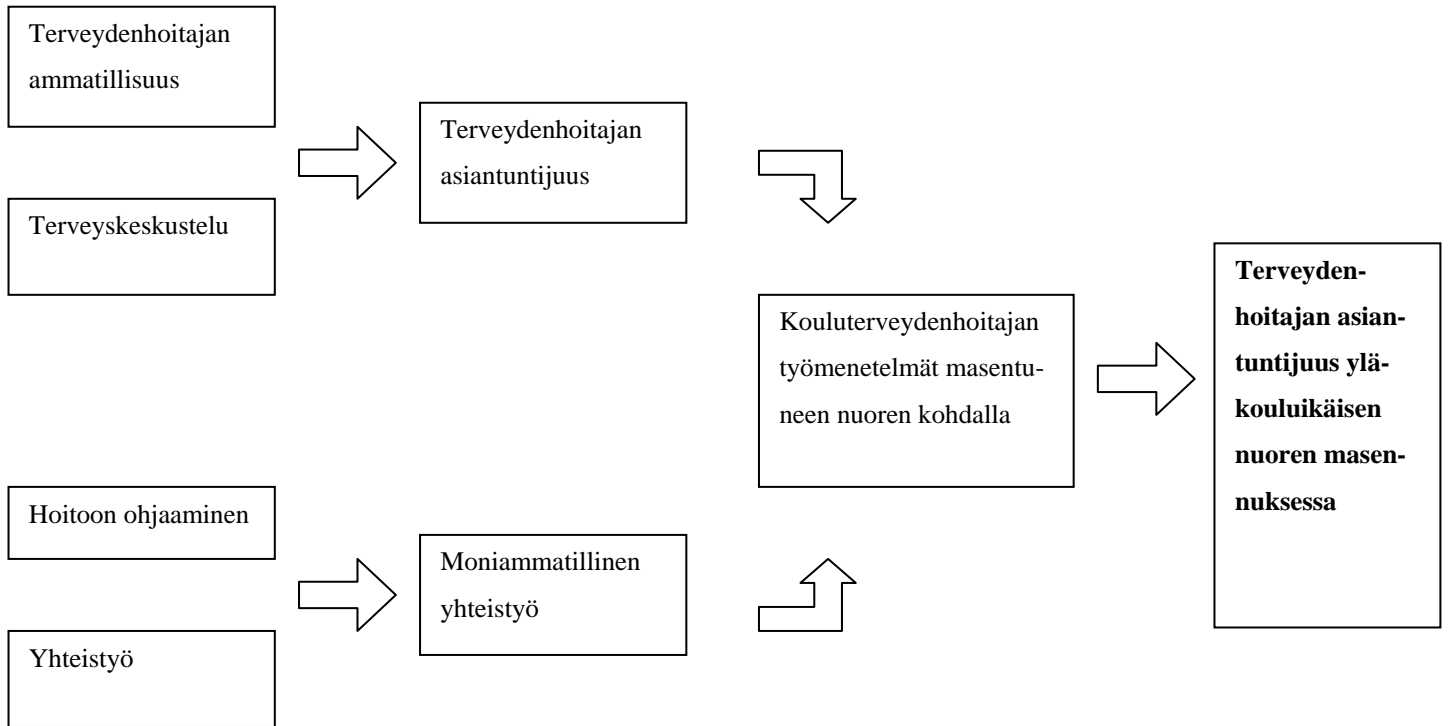 Terveydenhoitajan
ammatillisuus
Terveyskeskustelu
Terveydenhoitajan
asiantuntijuus
Hoitoon ohjaaminen
Yhteistyö
Moniammatillinen
yhteistyö
Kouluterveydenhoitajan
työmenetelmät masentu-
neen nuoren kohdalla
Terveyden-
hoitajan asian-
tuntijuus ylä-
kouluikäisen
nuoren masen-
nuksessa